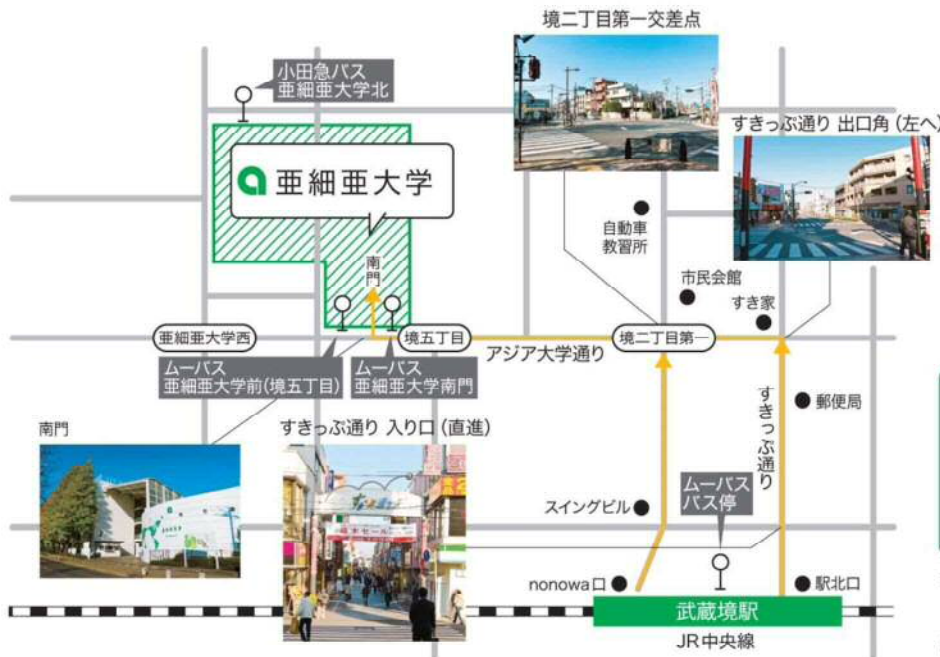 境二丁目第一交差点
小田急バス
亜細亜大学北
すきっぷ通り 出口角 (左へ)
亜細亜大学
自動車
教習所
南門
市民会館
すき家
亜細亜大学西
境五丁目
境二丁目第一
アジア大学通り
ムーバス
亜細亜大学前(境五丁目)
ムーバス
亜細亜大学南門
すきっぷ通り
郵便局
南門
すきっぷ通り 入り口 (直進)
ムーバス
バス停
スイングビル
nonowa口
駅北口
武蔵境駅
JR中央線